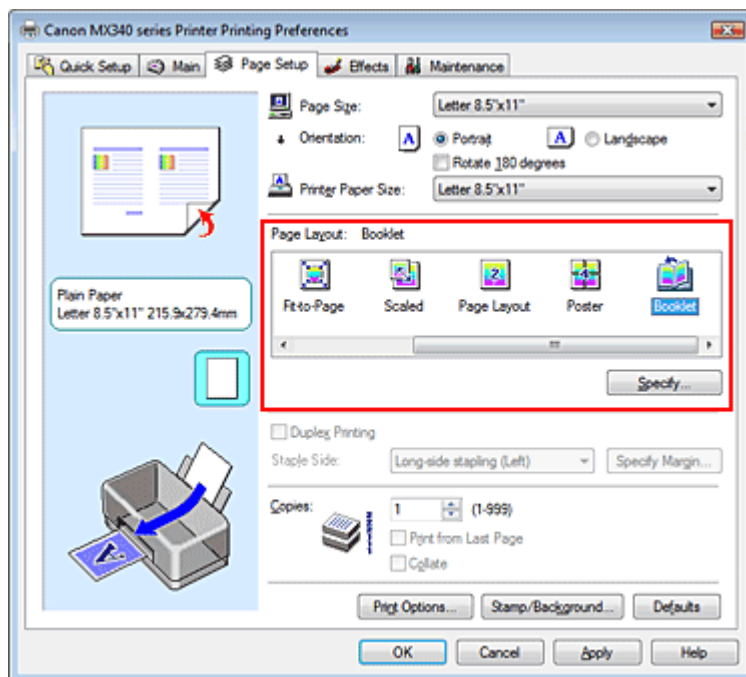 Canon MX340 series Printer Printing Preferences
Quick Setup Main Page Setup Effects Maintenance
Page Size: Letter 8.5"x11"
Orientation: A Portrait A Landscape
Rotate 180 degrees
Printer Paper Size: Letter 8.5"x11"
Page Layout: Booklet
Fit-to-Page Scaled Page Layout Poster Booklet
Plain Paper
Letter 8.5"x11" 215.9x279.4mm
Specify...
Duplex Printing
Staple Side: Long-side stapling (Left) Specify Margin...
Copies: 1 (1-999)
Print from Last Page
Collate
Print Options... Stamp/Background... Defaults
OK Cancel Apply Help